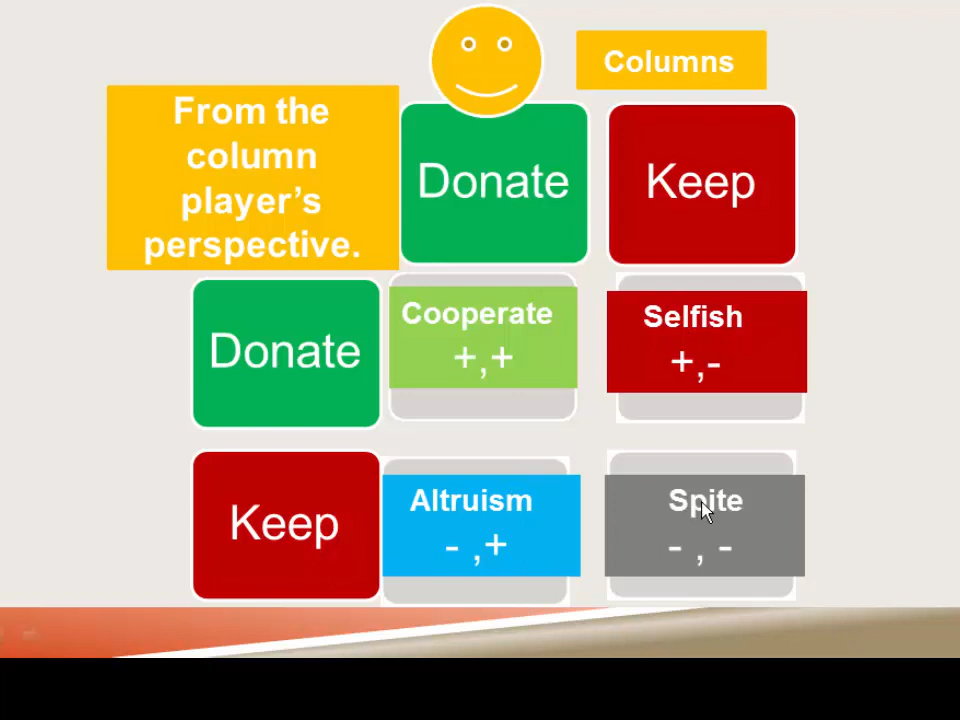 Columns
From the
column
player’s
perspective.
Donate
Keep
Donate
Cooperate
+,+
Selfish
+,-
Keep
Altruism
- ,+
Spite
- , -